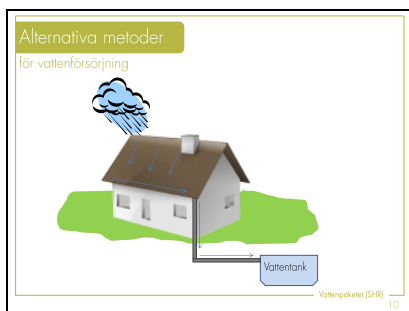 Alternativa metoder
för vattenförsörjning
Vattentank
Vattenpaketet (SHR)
10